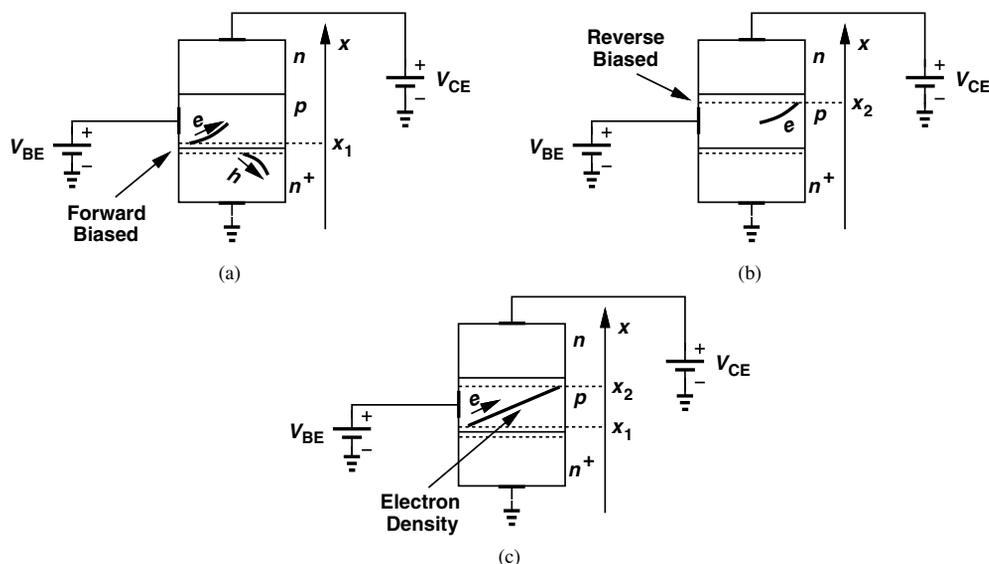 n
x
+
V_CE
−
p
e
+
V_BE
−
x_1
h
n^+
Forward
Biased
(a)
Reverse
Biased
n
x
+
V_CE
−
p
x_2
e
+
V_BE
−
n^+
(b)
n
x
+
V_CE
−
x_2
e
p
+
V_BE
−
x_1
n^+
Electron
Density
(c)